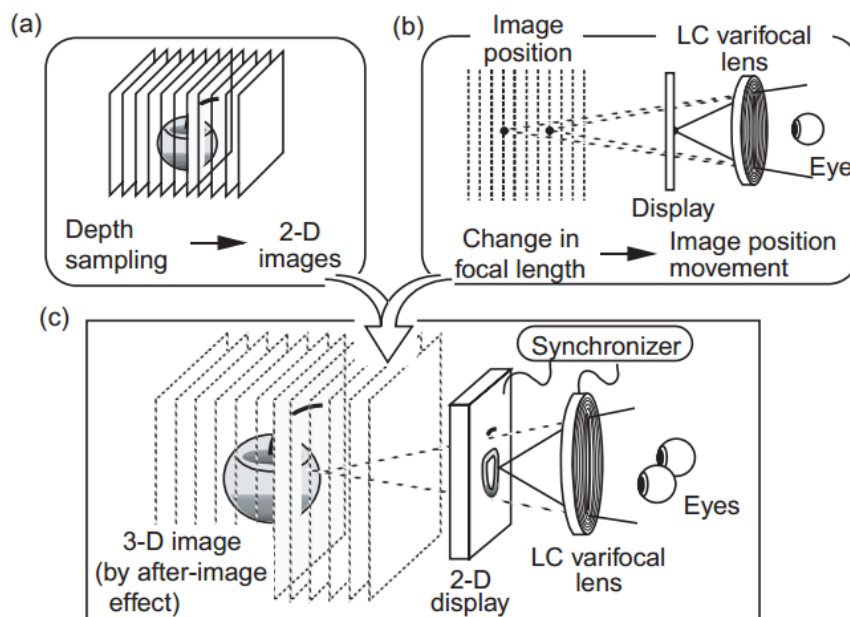 (a)
Depth
sampling
2-D
images
(b)
Image
position
LC varifocal
lens
Eye
Display
Change in
focal length
Image position
movement
(c)
Synchronizer
3-D image
(by after-image
effect)
2-D
display
LC varifocal
lens
Eyes